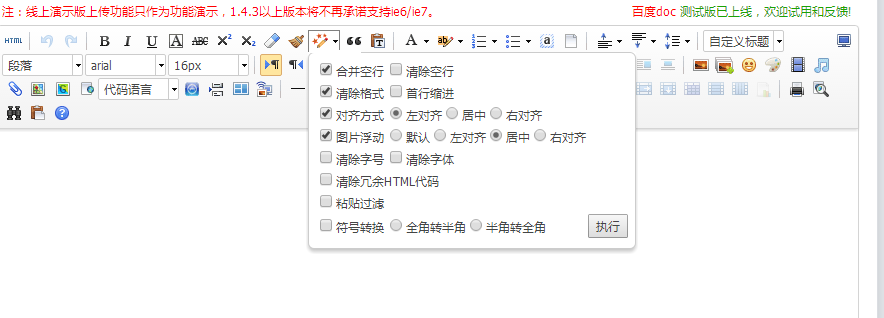 注：线上演示版上传功能只作为功能演示，1.4.3以上版本将不再承诺支持ie6/ie7。 百度doc 测试版已上线，欢迎试用和反馈!
HTML B I U A ABC X² X₂ A ab a 自定义标题
段落 arial 16px
合并空行 清除空行
清除格式 首行缩进
代码语言
对齐方式 左对齐 居中 右对齐
图片浮动 默认 左对齐 居中 右对齐
清除字号 清除字体
清除冗余HTML代码
粘贴过滤
符号转换 全角转半角 半角转全角 执行